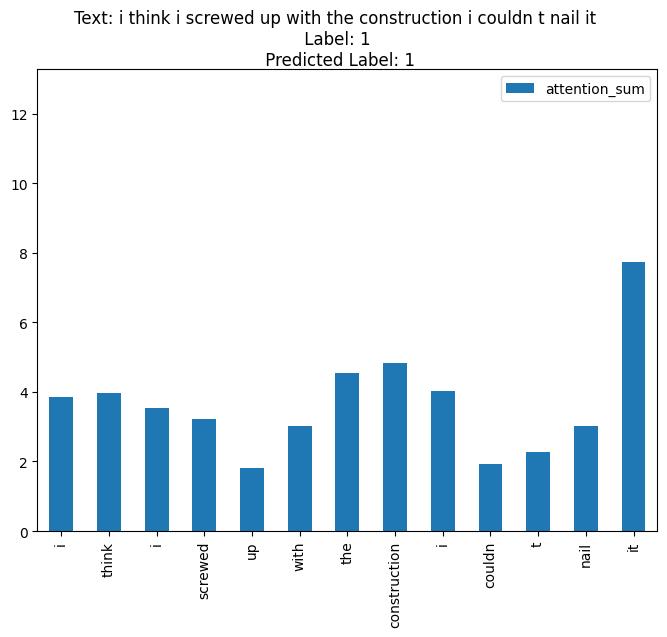 Text: i think i screwed up with the construction i couldn t nail it
Label: 1
Predicted Label: 1
attention_sum
12
10
8
6
4
2
0
i
think
i
screwed
up
with
the
construction
i
couldn
t
nail
it